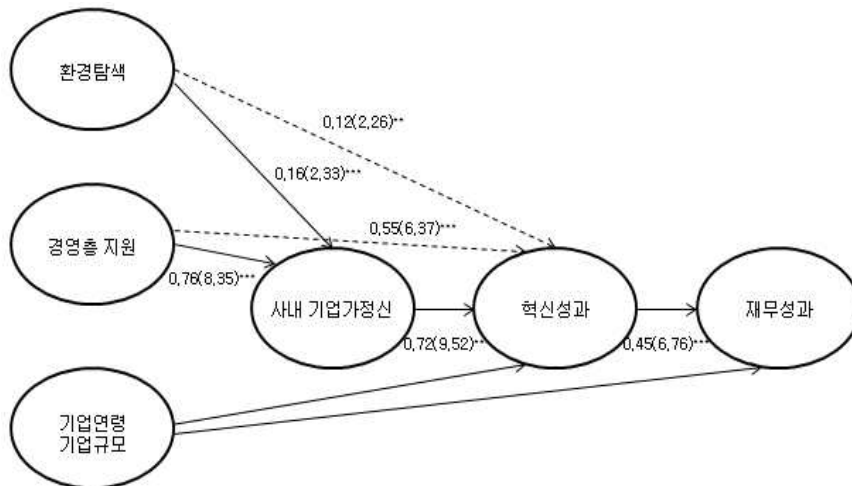 환경탐색
0,12(2,26)**
0,16(2,33)***
경영층 지원
0,55(6,37)***
0,76(8,35)***
사내 기업가정신
혁신성과
재무성과
0,72(9,52)**
0,45(6,76)***
기업연령
기업규모